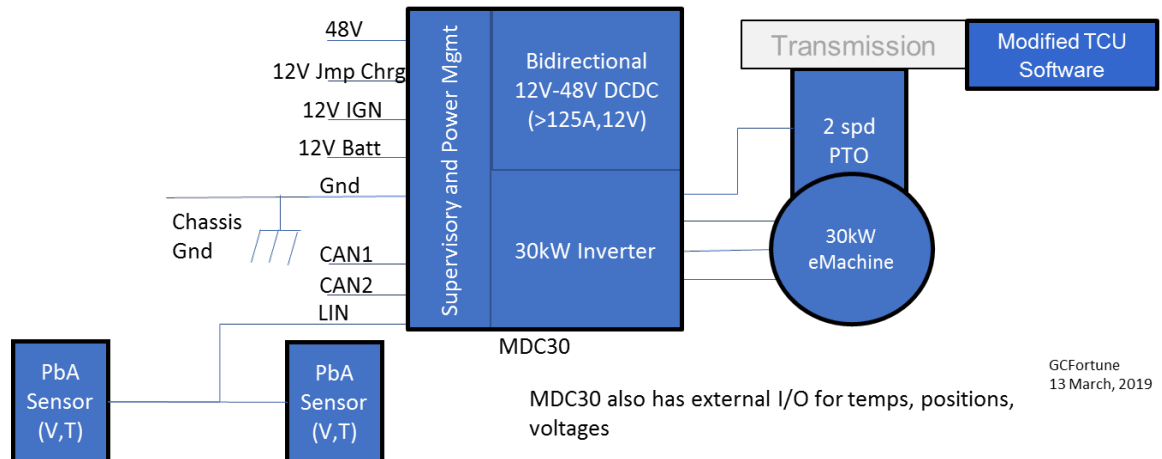 48V
12V Jmp Chrg
12V IGN
12V Batt
Gnd
Chassis
Gnd
CAN1
CAN2
LIN
Supervisory and Power Mgmt
Bidirectional
12V-48V DCDC
(>125A,12V)
30kW Inverter
MDC30
Transmission
Modified TCU
Software
2 spd
PTO
30kW
eMachine
PbA
Sensor
(V,T)
PbA
Sensor
(V,T)
MDC30 also has external I/O for temps, positions,
voltages
GCFortune
13 March, 2019